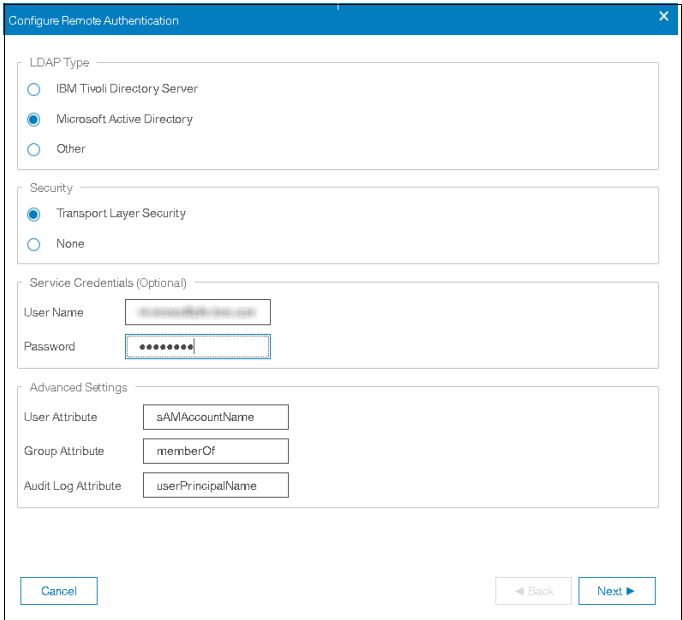 Configure Remote Authentication
LDAP Type
IBM Tivoli Directory Server
Microsoft Active Directory
Other
Security
Transport Layer Security
None
Service Credentials (Optional)
User Name
Password ●●●●●●●●
Advanced Settings
User Attribute sAMAccountName
Group Attribute memberOf
Audit Log Attribute userPrincipalName
Cancel ◀ Back Next ▶